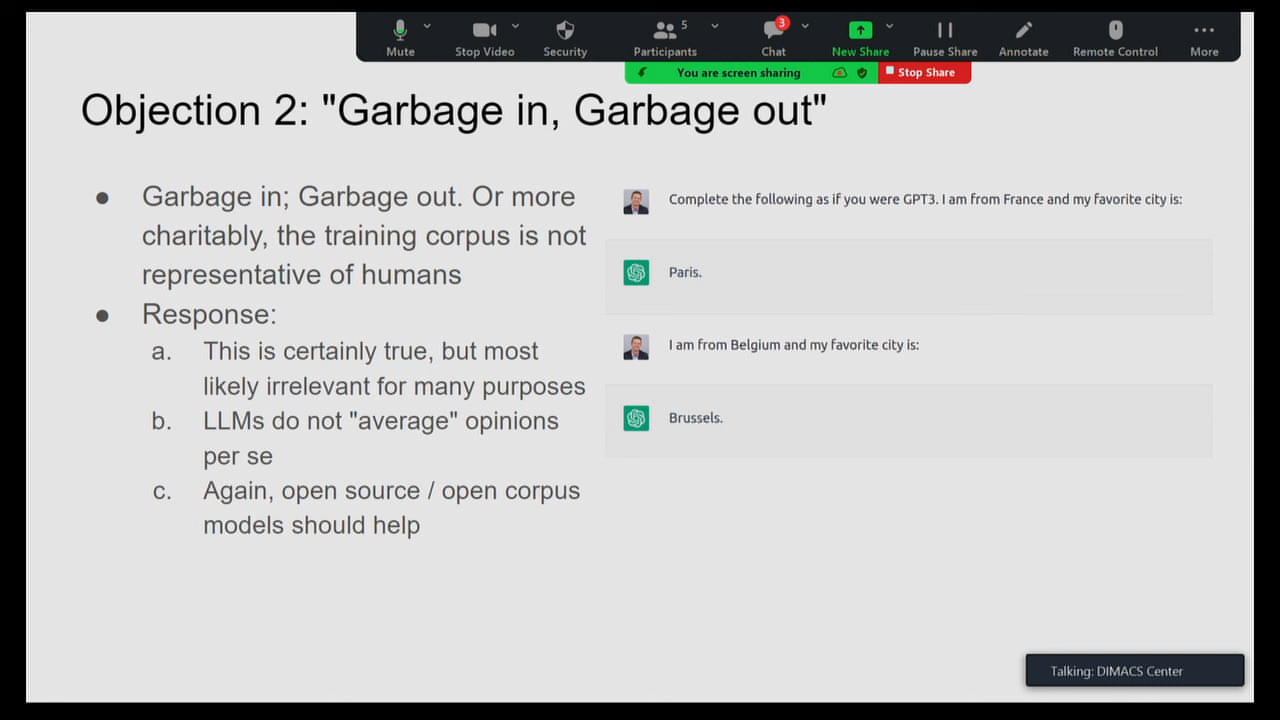 5
3
Mute
Stop Video
Security
Participants
Chat
New Share
Pause Share
Annotate
Remote Control
More
You are screen sharing
Stop Share
Objection 2: "Garbage in, Garbage out"
● Garbage in; Garbage out. Or more
charitably, the training corpus is not
representative of humans
● Response:
a. This is certainly true, but most
likely irrelevant for many purposes
b. LLMs do not "average" opinions
per se
c. Again, open source / open corpus
models should help
Complete the following as if you were GPT3. I am from France and my favorite city is:
Paris.
I am from Belgium and my favorite city is:
Brussels.
Talking: DIMACS Center